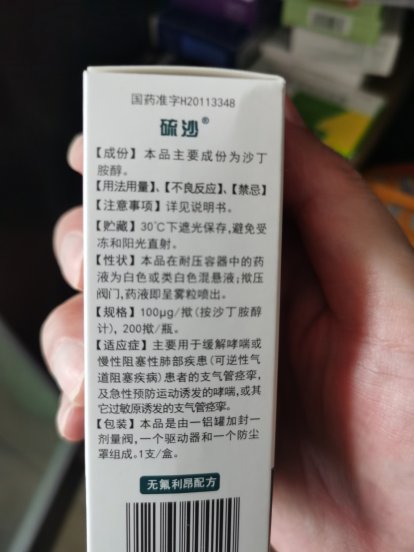 国药准字H20113348
硫沙®
【成份】本品主要成份为沙丁
胺醇。
【用法用量】、【不良反应】、【禁忌】
【注意事项】详见说明书。
【贮藏】30℃下遮光保存,避免受
冻和阳光直射。
【性状】本品在耐压容器中的药
液为白色或类白色混悬液;揿压
阀门,药液即呈雾粒喷出。
【规格】100μg/揿(按沙丁胺醇
计),200揿/瓶。
【适应症】主要用于缓解哮喘或
慢性阻塞性肺部疾患(可逆性气
道阻塞疾病)患者的支气管痉挛,
及急性预防运动诱发的哮喘,或其
它过敏原诱发的支气管痉挛。
【包装】本品是由一铝罐加封一
剂量阀,一个驱动器和一个防尘
罩组成。1支/盒。
无氟利昂配方